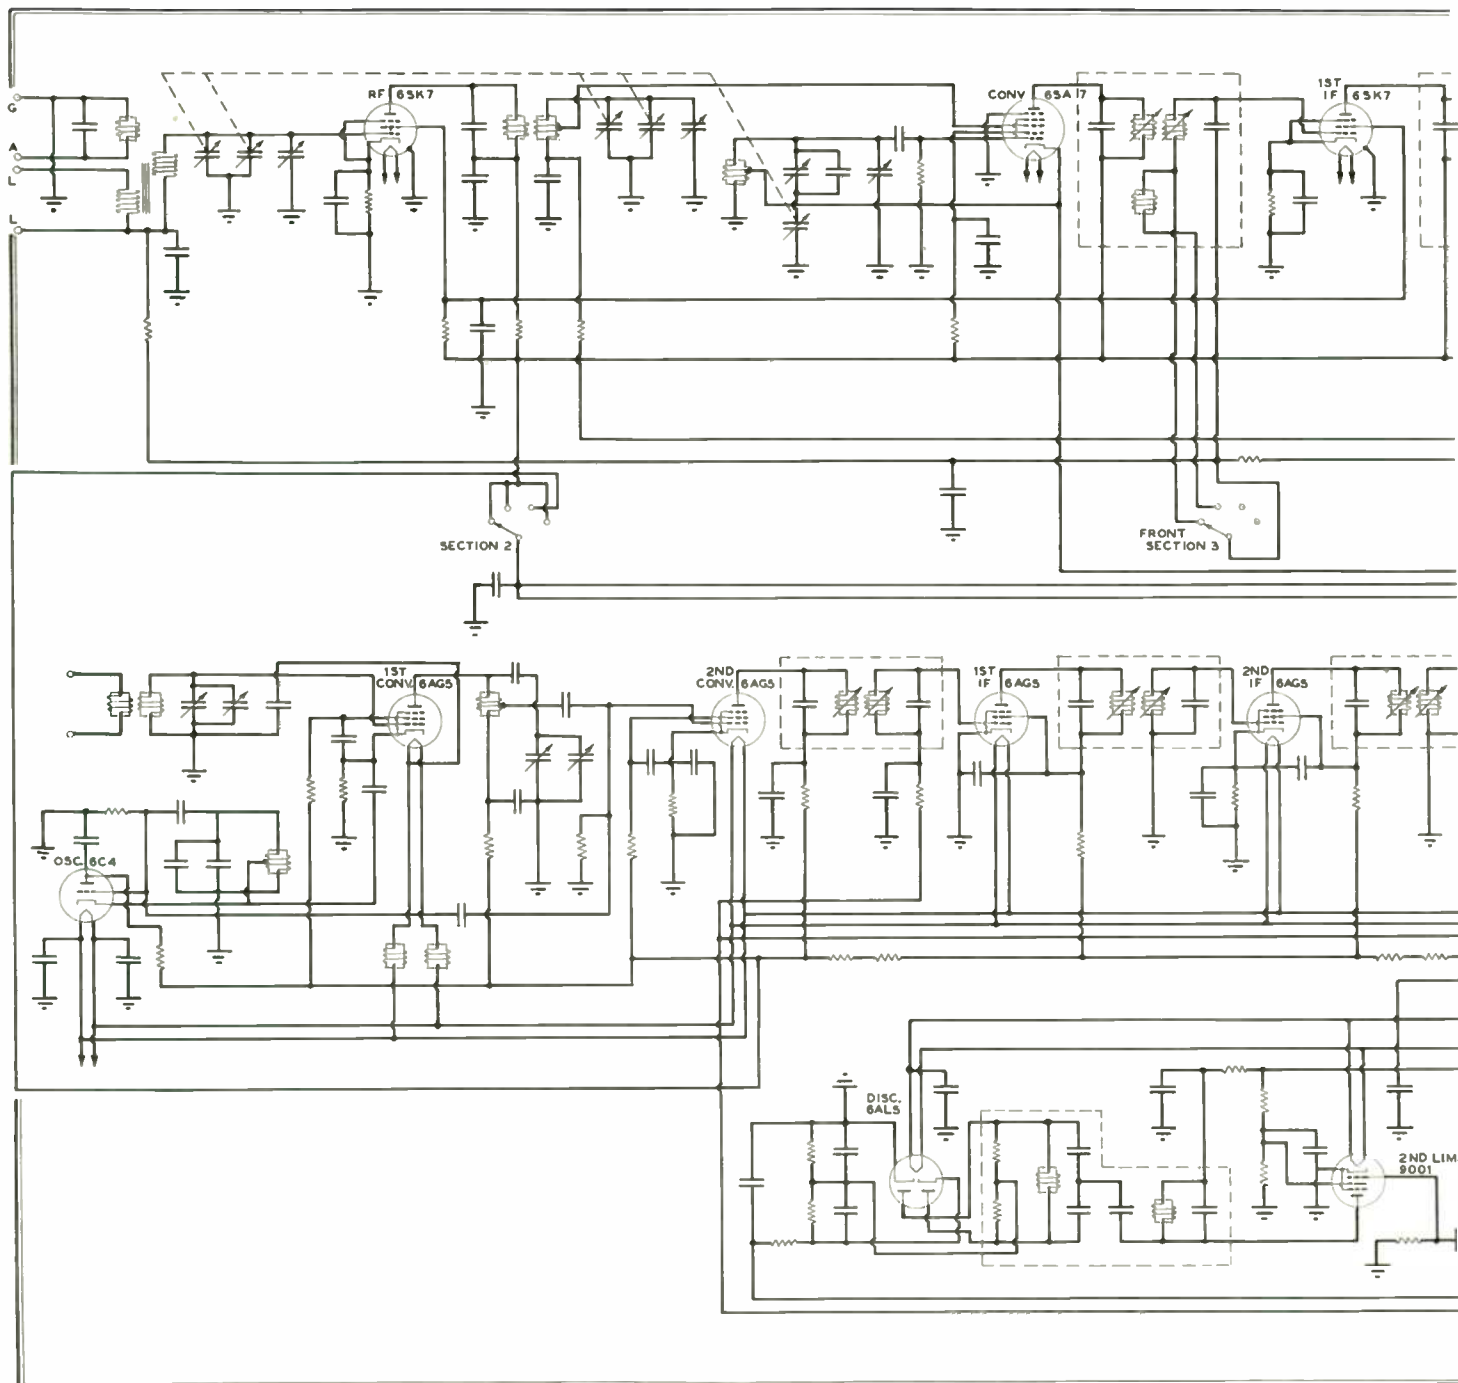 G
A
L
L
RF 6SK7
CONV 6SA17
1ST
IF 6SK7
SECTION 2
FRONT
SECTION 3
1ST
CONV. 6AG5
2ND
CONV. 6AG5
1ST
IF 6AG5
2ND
IF 6AG5
OSC. 6C4
DISC.
6AL5
2ND LIM
9001